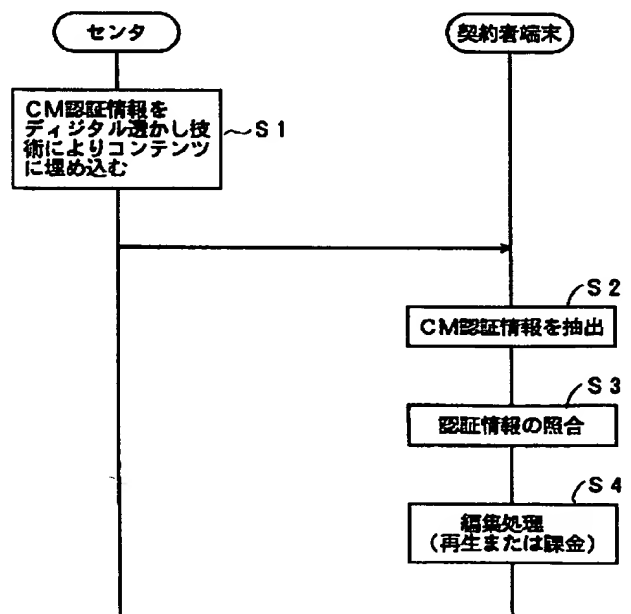 センタ
契約者端末
CM認証情報を
ディジタル透かし技
術によりコンテンツ
に埋め込む
S1
S2
CM認証情報を抽出
S3
認証情報の照合
S4
編集処理
（再生または課金）